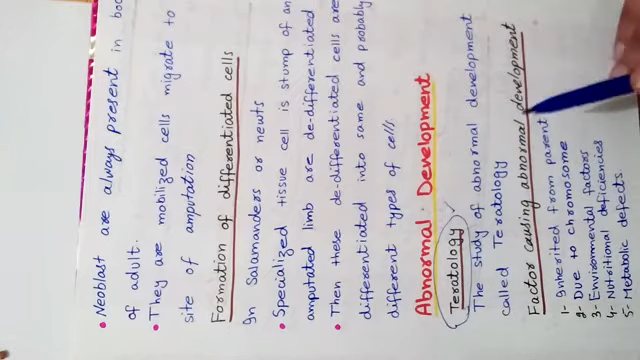 • Neoblast are always present in
of adult.
• They are mobilized cells migrate to
site of amputation
Formation of differentiated cells
In Salamanders or newts
• Specialized tissue cell is stump of an
amputated limb are de-differentiated
• Then these de-differentiated cells are
differentiated into same and probably
different types of cells.
Abnormal Development
Teratology
The study of abnormal development
called Teratology
Factor causing abnormal development
1- Inherited from parent
2- Due to chromosome
3- Environmental factors
4- Nutritional deficiencies
5- Metabolic defects.